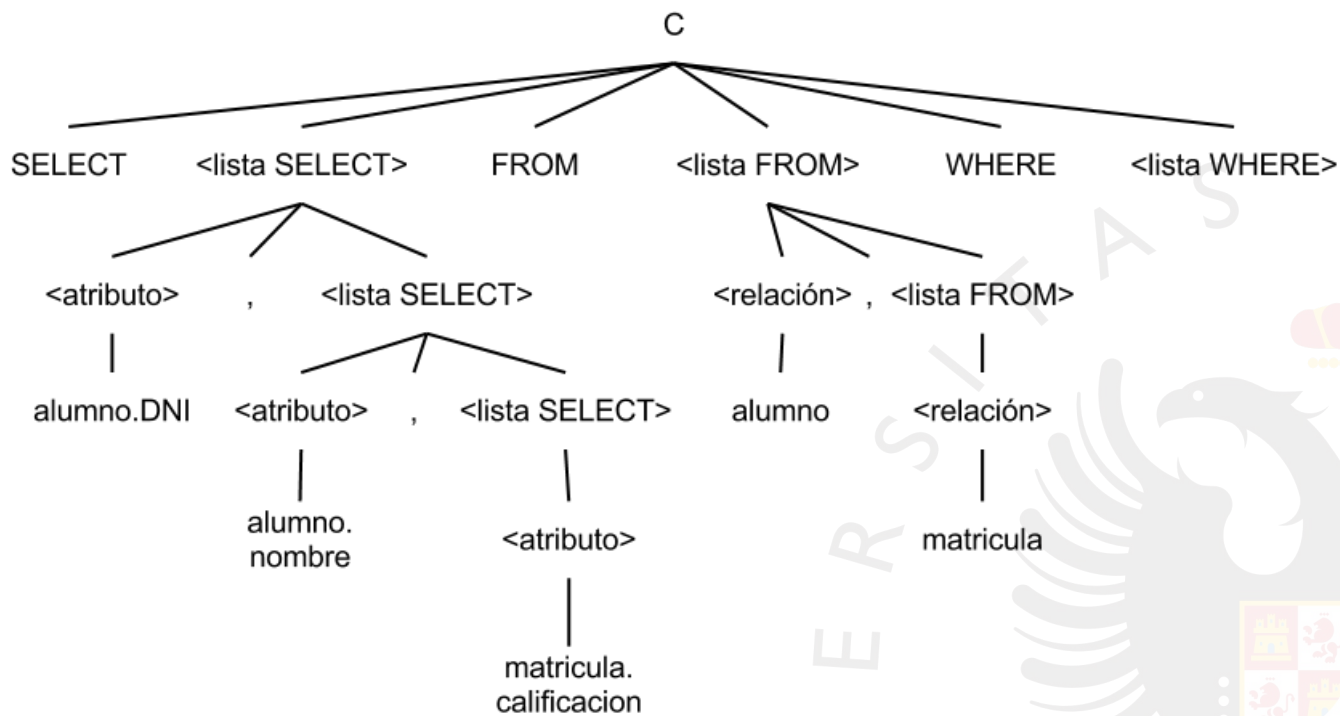 C
SELECT <lista SELECT> FROM <lista FROM> WHERE <lista WHERE>
<atributo> , <lista SELECT> <relación> , <lista FROM>
alumno.DNI <atributo> , <lista SELECT> alumno <relación>
alumno.
nombre
<atributo>
matricula
matricula.
calificacion
E R S I T A S